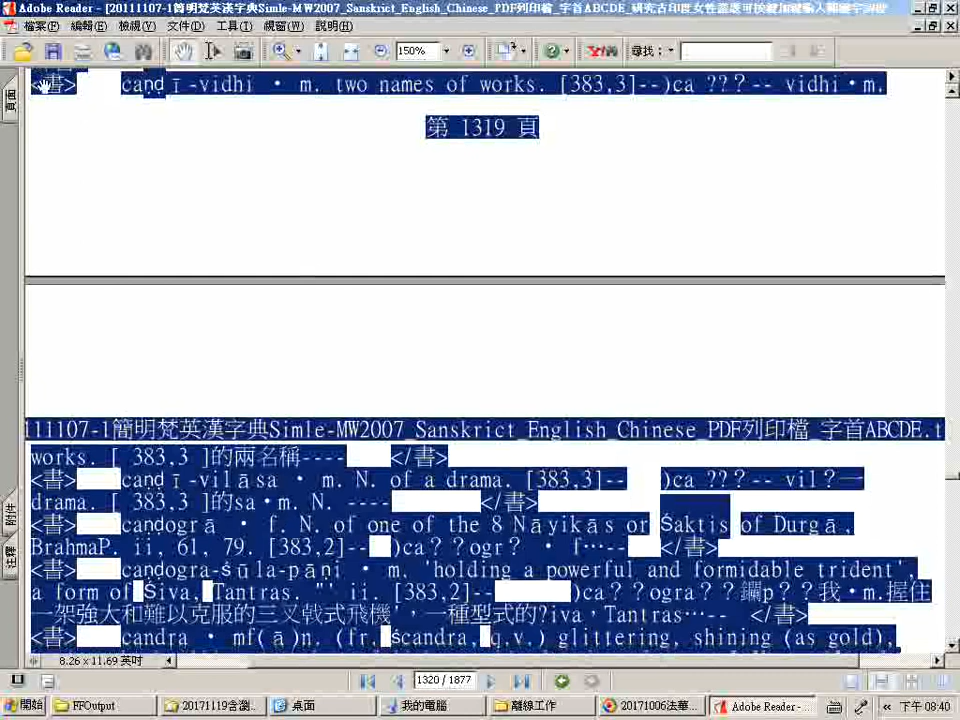 Adobe Reader - [20111107-1簡明梵英漢字典Simle-MW2007_Sanskrict_English_Chinese_PDF列印檔_字首ABCDE_研究古印度女性
檔案(F) 編輯(E) 檢視(V) 文件(D) 工具(T) 視窗(W) 說明(H)
150% Y! 尋找:
頁面
<書> caṇḍī-vidhi • m. two names of works. [383,3]--)ca ???-- vidhi•m.
第 1319 頁
111107-1簡明梵英漢字典Simle-MW2007_Sanskrict_English_Chinese_PDF列印檔_字首ABCDE.t
works. [ 383,3 ]的兩名稱---- </書>
<書> caṇḍī-vilāsa • m. N. of a drama. [383,3]-- )ca ???-- vil?一
drama. [ 383,3 ]的sa•m. N. ---- </書>
<書> caṇḍogrā • f. N. of one of the 8 Nāyikās or Śaktis of Durgā,
BrahmaP. ii, 61, 79. [383,2]-- )ca??ogr? • f…-- </書>
<書> caṇḍogra-śūla-pāṇi • m. 'holding a powerful and formidable trident',
a form of Śiva, Tantras. "'' ii. [383,2]-- )ca??ogra??鑭p??我•m.握住
一架強大和難以克服的三叉戟式飛機', 一種型式的?iva, Tantras…-- </書>
<書> candra • mf(ā)n. (fr. ścandra, q.v.) glittering, shining (as gold),
附件
註釋
8.26 x 11.69 英吋
1320 / 1877
開始 FFOutput 20171119含瀏.. 桌面 我的電腦 離線工作 20171006法華.. Adobe Reader -.. « 下午 08:40